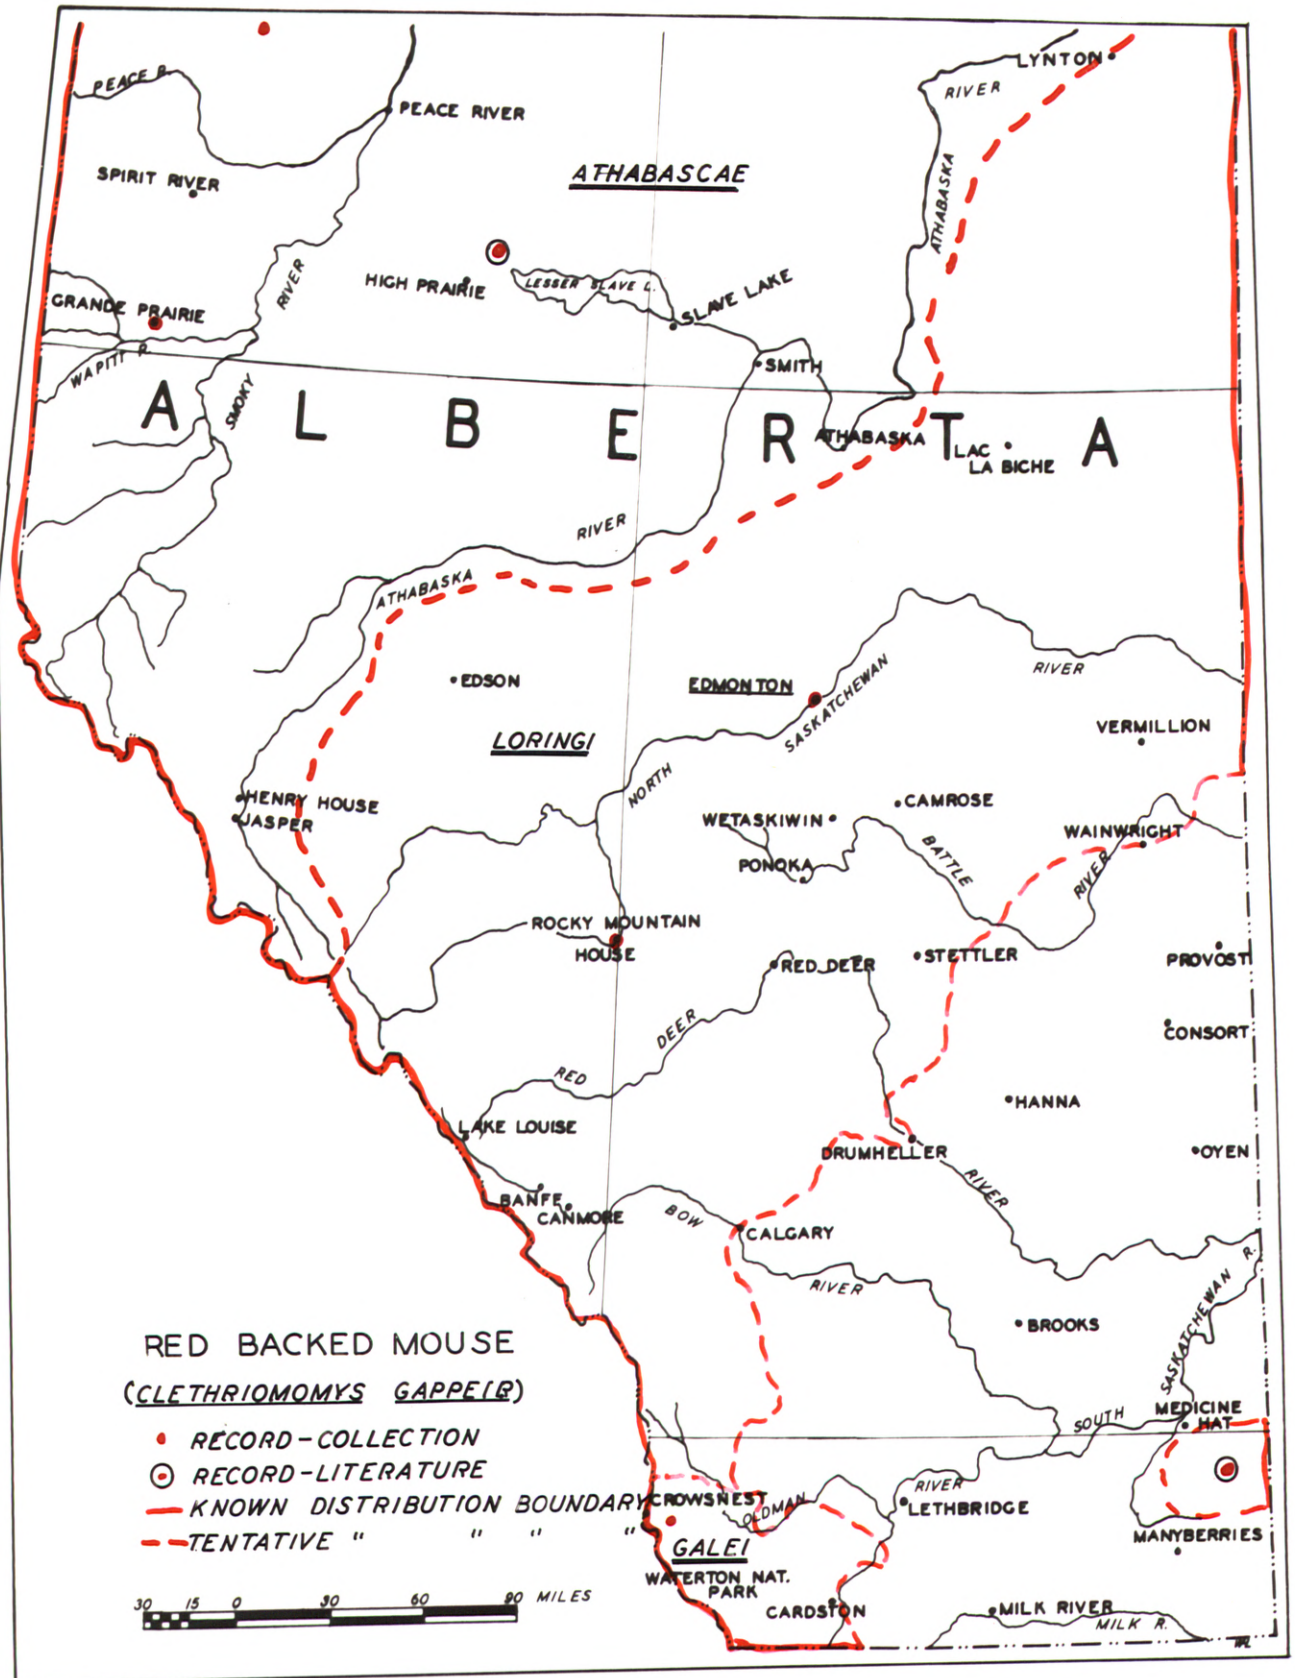 LYNTON
PEACE R.
RIVER
PEACE RIVER
ATHABASCAE
SPIRIT RIVER
ATHABASKA
RIVER
HIGH PRAIRIE
LESSER SLAVE L.
SLAVE LAKE
GRANDE PRAIRIE
WAPITI R.
SMITH
SMOKY
ALBERTA
ATHABASKA
LAC
LA BICHE
RIVER
ATHABASKA
EDSON
EDMONTON
SASKATCHEWAN
RIVER
LORINGI
VERMILLION
NORTH
HENRY HOUSE
JASPER
CAMROSE
WETASKIWIN
WAINWRIGHT
PONOKA
BATTLE
RIVER
ROCKY MOUNTAIN
HOUSE
RED DEER
STETTLER
PROVOST
DEER
CONSORT
RED
HANNA
LAKE LOUISE
DRUMHELLER
OYEN
BANFF
CANMORE
RIVER
BOW
CALGARY
RIVER
SASKATCHEWAN R.
BROOKS
RED BACKED MOUSE
(CLETHRIOMOMYS GAPPERI)
MEDICINE
HAT
SOUTH
RECORD-COLLECTION
RECORD-LITERATURE
KNOWN DISTRIBUTION BOUNDARY
TENTATIVE " " " "
CROWSNEST
OLDMAN
RIVER
LETHBRIDGE
MANYBERRIES
GALEI
WATERTON NAT.
PARK
CARDSTON
MILK RIVER
MILK R.
30 15 0 30 60 90 MILES